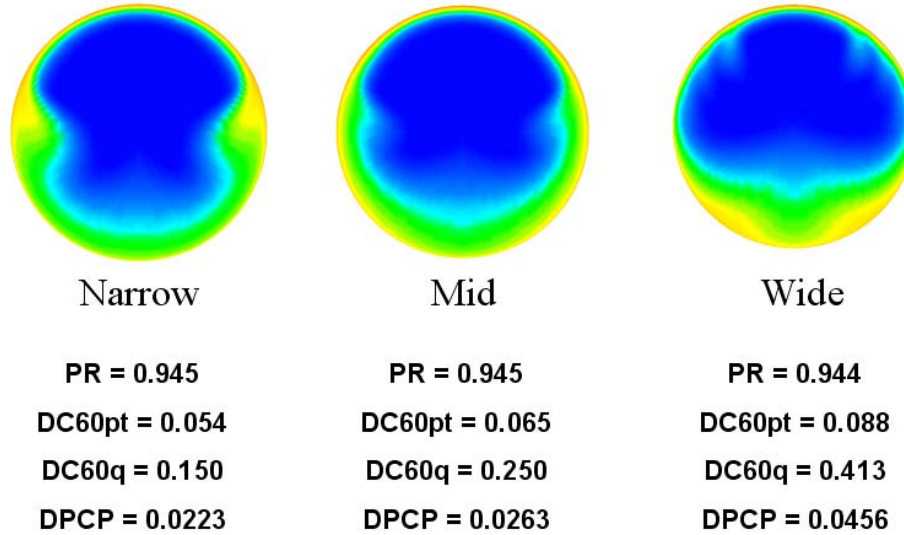 Narrow Mid Wide
PR = 0.945 PR = 0.945 PR = 0.944
DC60pt = 0.054 DC60pt = 0.065 DC60pt = 0.088
DC60q = 0.150 DC60q = 0.250 DC60q = 0.413
DPCP = 0.0223 DPCP = 0.0263 DPCP = 0.0456